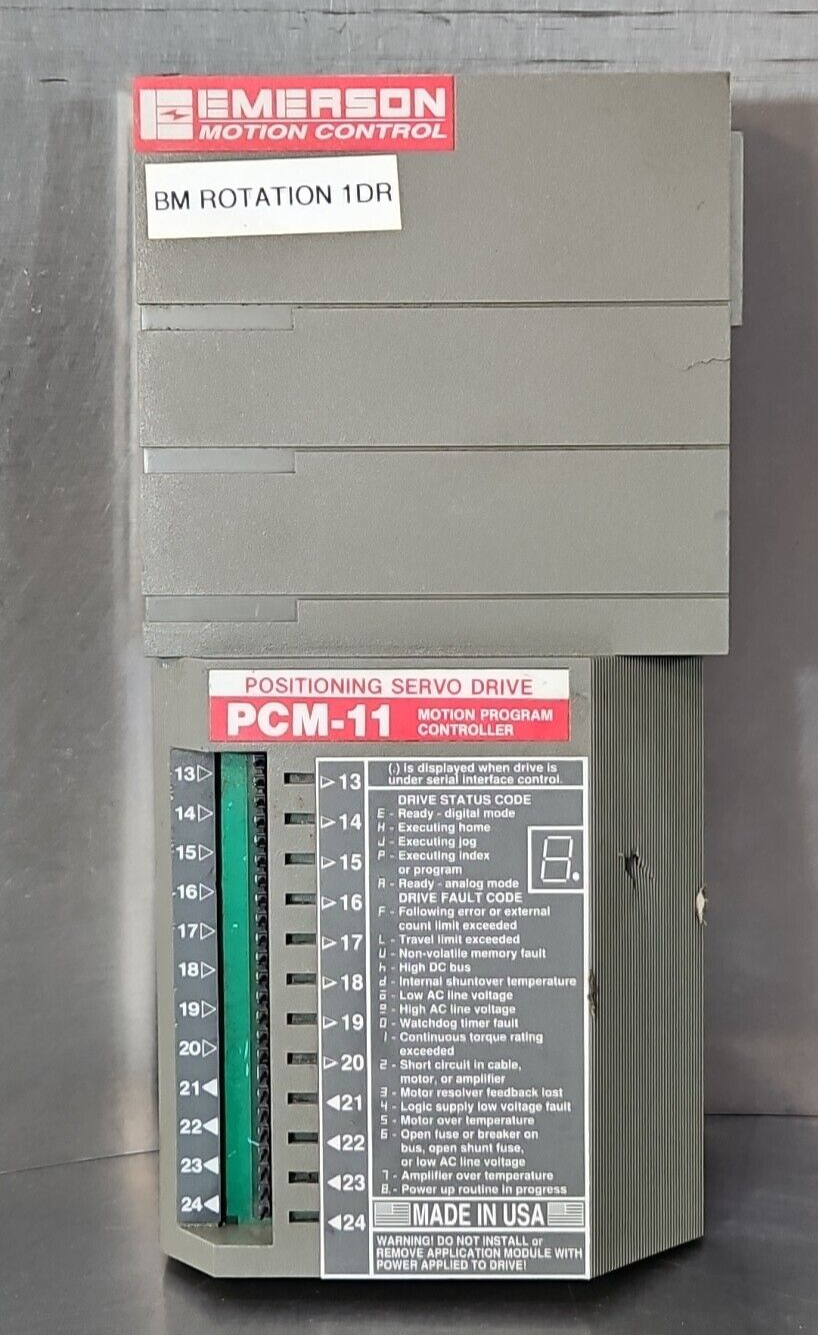 EMERSON
MOTION CONTROL
BM ROTATION 1DR
POSITIONING SERVO DRIVE
PCM-11 MOTION PROGRAM
CONTROLLER
13▷
14▷
15▷
16▷
17▷
18▷
19▷
20▷
21◀
22◀
23◀
24◀
▷13
▷14
▷15
▷16
▷17
▷18
▷19
▷20
◀21
◀22
◀23
◀24
(.) is displayed when drive is
under serial interface control.
DRIVE STATUS CODE
E - Ready - digital mode
H - Executing home
J - Executing jog
P - Executing index
or program
A - Ready - analog mode
8.
DRIVE FAULT CODE
F - Following error or external
count limit exceeded
L - Travel limit exceeded
U - Non-volatile memory fault
h - High DC bus
d - Internal shuntover temperature
- Low AC line voltage
- High AC line voltage
0 - Watchdog timer fault
1 - Continuous torque rating
exceeded
2 - Short circuit in cable,
motor, or amplifier
3 - Motor resolver feedback lost
4 - Logic supply low voltage fault
5 - Motor over temperature
6 - Open fuse or breaker on
bus, open shunt fuse,
or low AC line voltage
7 - Amplifier over temperature
8. - Power up routine in progress
MADE IN USA
WARNING! DO NOT INSTALL or
REMOVE APPLICATION MODULE WITH
POWER APPLIED TO DRIVE!